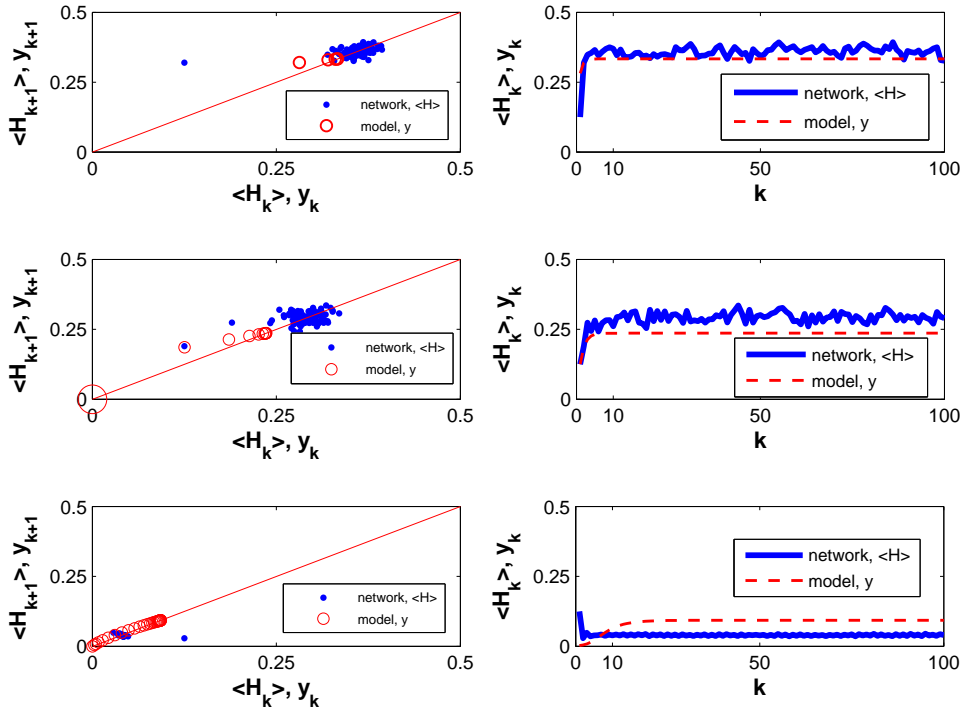 <H_{k+1}>, y_{k+1}
0.5
0.25
0
network, <H>
model, y
0
0.25
0.5
<H_k>, y_k
<H_k>, y_k
0.5
0.25
0
network, <H>
model, y
0
10
50
100
k
<H_{k+1}>, y_{k+1}
0.5
0.25
0
network, <H>
model, y
0
0.25
0.5
<H_k>, y_k
<H_k>, y_k
0.5
0.25
0
network, <H>
model, y
0
10
50
100
k
<H_{k+1}>, y_{k+1}
0.5
0.25
0
network, <H>
model, y
0
0.25
0.5
<H_k>, y_k
<H_k>, y_k
0.5
0.25
0
network, <H>
model, y
0
10
50
100
k